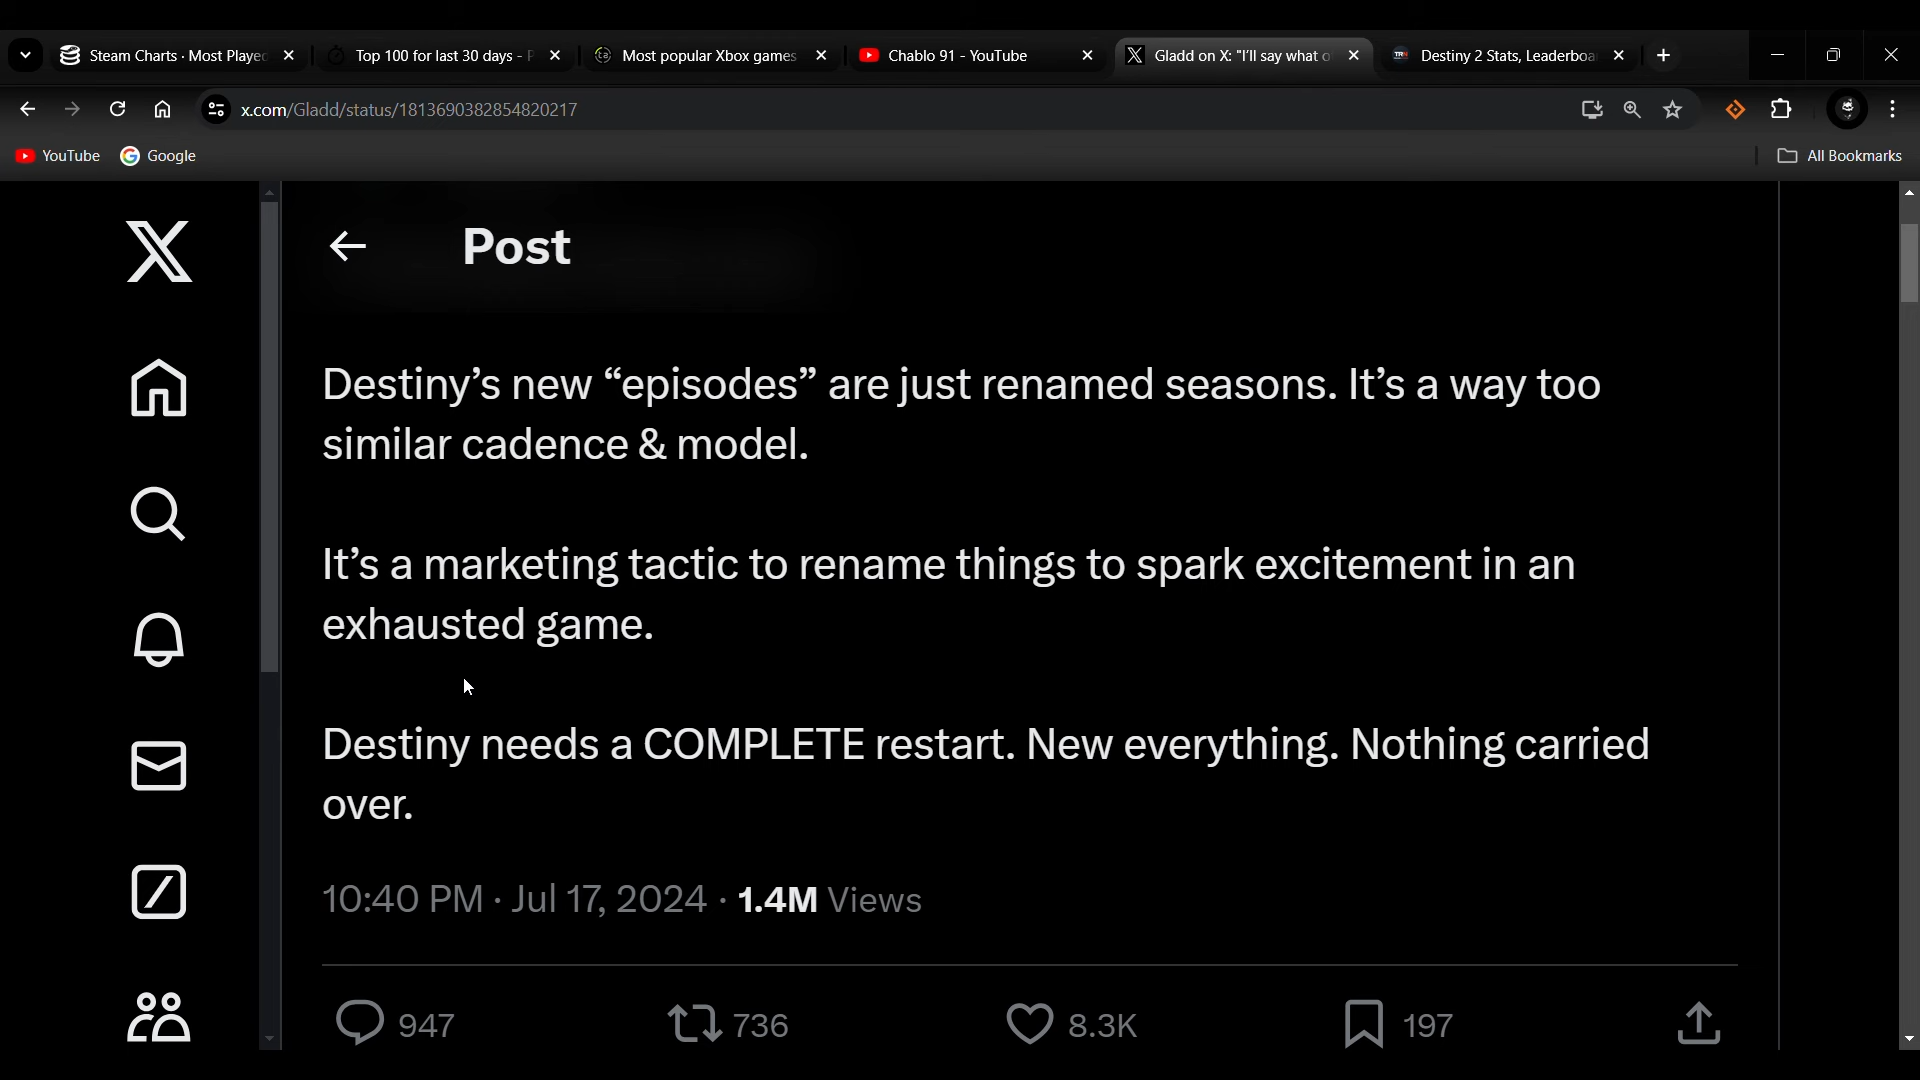 Steam Charts · Most Playe
Top 100 for last 30 days -
Most popular Xbox games
Chablo 91 - YouTube
Gladd on X: "I'll say what o
TRN
Destiny 2 Stats, Leaderboa
x.com/Gladd/status/1813690382854820217
YouTube
Google
All Bookmarks
Post
Destiny’s new “episodes” are just renamed seasons. It’s a way too
similar cadence & model.
It’s a marketing tactic to rename things to spark excitement in an
exhausted game.
Destiny needs a COMPLETE restart. New everything. Nothing carried
over.
10:40 PM · Jul 17, 2024 · 1.4M Views
947
736
8.3K
197